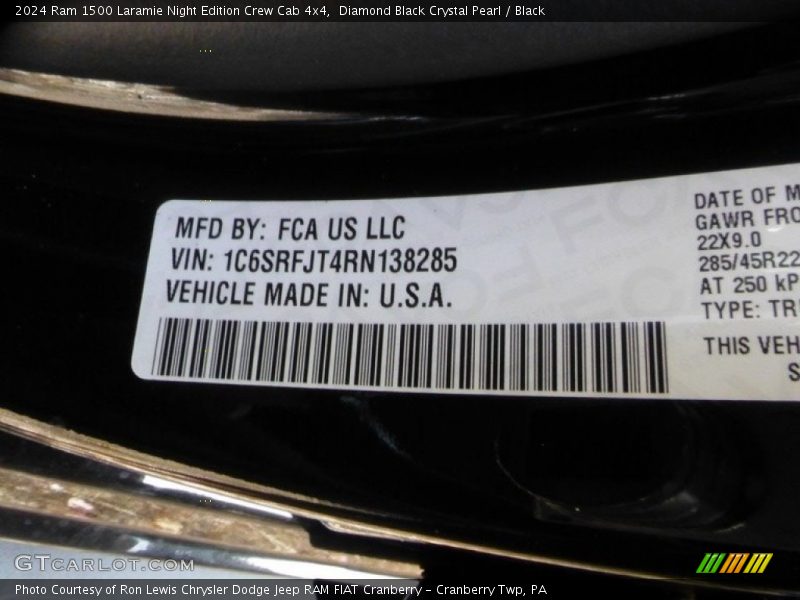 2024 Ram 1500 Laramie Night Edition Crew Cab 4x4, Diamond Black Crystal Pearl / Black
MFD BY: FCA US LLC
VIN: 1C6SRFJT4RN138285
VEHICLE MADE IN: U.S.A.
DATE OF M
GAWR FRO
22X9.0
285/45R22
AT 250 kP
TYPE: TR
THIS VEH
S
GTCARLOT.COM
Photo Courtesy of Ron Lewis Chrysler Dodge Jeep RAM FIAT Cranberry – Cranberry Twp, PA